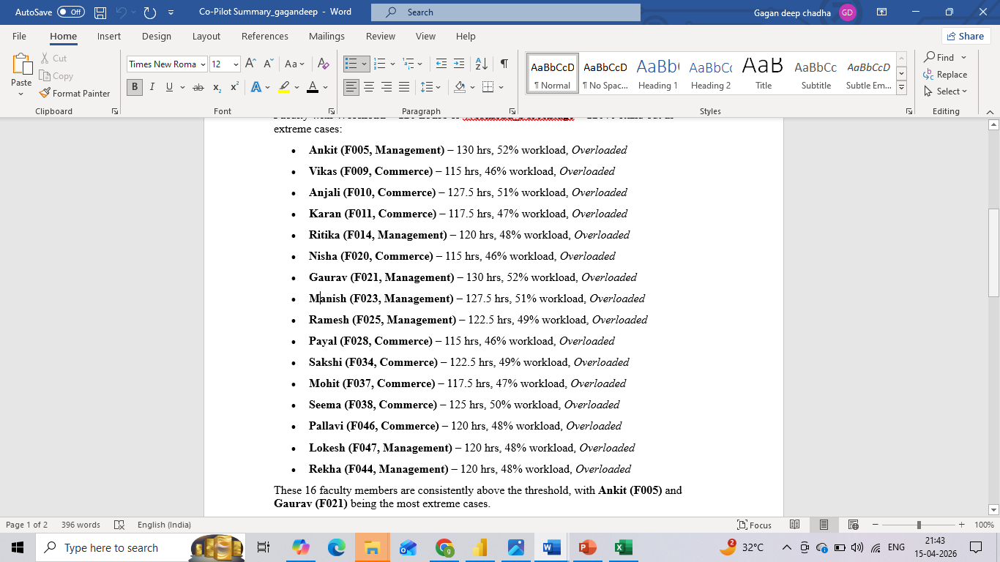 AutoSave Off Co-Pilot Summary_gagandeep - Word Search Gagan deep chadha GD
File Home Insert Design Layout References Mailings Review View Help Share
Paste Cut Copy Format Painter
Times New Roma 12 Aa
B I U ab x₂ x² A A
AaBbCcD AaBbCcD AaBbC AaBbCc AaB AaBbCc AaBbCcD
¶ Normal ¶ No Spac... Heading 1 Heading 2 Title Subtitle Subtle Em...
Find Replace Select
Clipboard Font Paragraph Styles Editing
extreme cases:
• Ankit (F005, Management) – 130 hrs, 52% workload, Overloaded
• Vikas (F009, Commerce) – 115 hrs, 46% workload, Overloaded
• Anjali (F010, Commerce) – 127.5 hrs, 51% workload, Overloaded
• Karan (F011, Commerce) – 117.5 hrs, 47% workload, Overloaded
• Ritika (F014, Management) – 120 hrs, 48% workload, Overloaded
• Nisha (F020, Commerce) – 115 hrs, 46% workload, Overloaded
• Gaurav (F021, Management) – 130 hrs, 52% workload, Overloaded
• Manish (F023, Management) – 127.5 hrs, 51% workload, Overloaded
• Ramesh (F025, Management) – 122.5 hrs, 49% workload, Overloaded
• Payal (F028, Commerce) – 115 hrs, 46% workload, Overloaded
• Sakshi (F034, Commerce) – 122.5 hrs, 49% workload, Overloaded
• Mohit (F037, Commerce) – 117.5 hrs, 47% workload, Overloaded
• Seema (F038, Commerce) – 125 hrs, 50% workload, Overloaded
• Pallavi (F046, Commerce) – 120 hrs, 48% workload, Overloaded
• Lokesh (F047, Management) – 120 hrs, 48% workload, Overloaded
• Rekha (F044, Management) – 120 hrs, 48% workload, Overloaded
These 16 faculty members are consistently above the threshold, with Ankit (F005) and
Gaurav (F021) being the most extreme cases.
Page 1 of 2 396 words English (India) Focus 100%
Type here to search 2 32°C ENG 21:43
15-04-2026